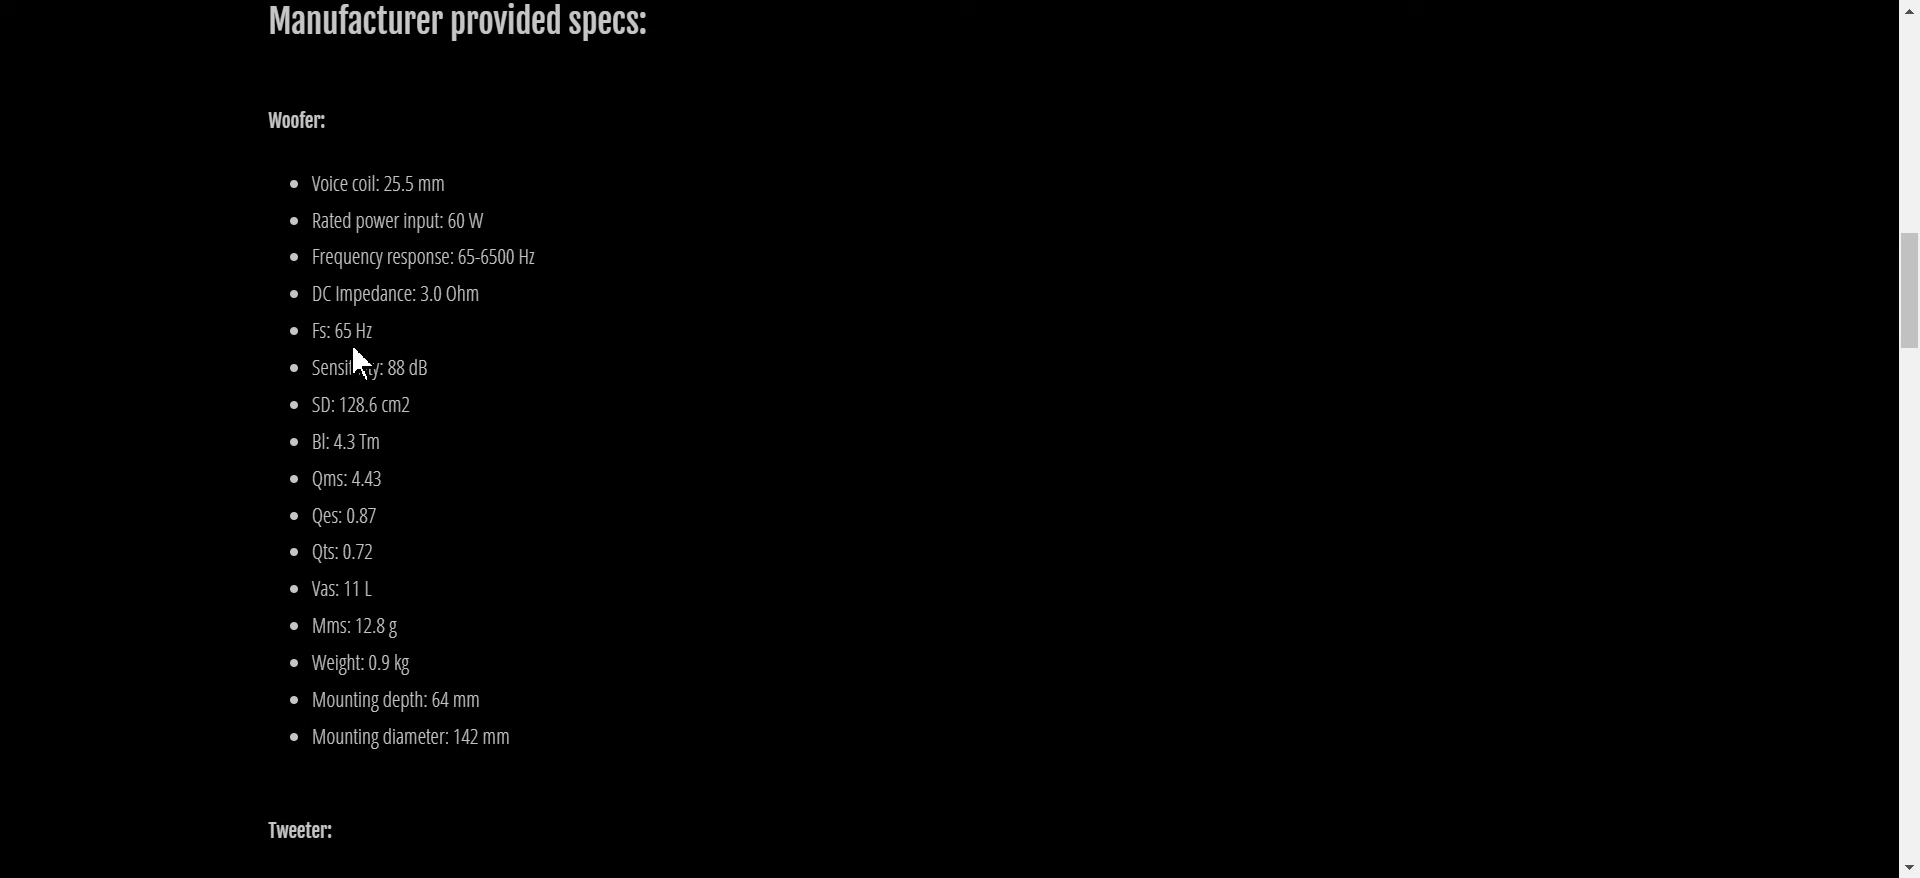 Manufacturer provided specs:
Woofer:
Voice coil: 25.5 mm
Rated power input: 60 W
Frequency response: 65-6500 Hz
DC Impedance: 3.0 Ohm
Fs: 65 Hz
Sensitivity: 88 dB
SD: 128.6 cm2
Bl: 4.3 Tm
Qms: 4.43
Qes: 0.87
Qts: 0.72
Vas: 11 L
Mms: 12.8 g
Weight: 0.9 kg
Mounting depth: 64 mm
Mounting diameter: 142 mm
Tweeter: